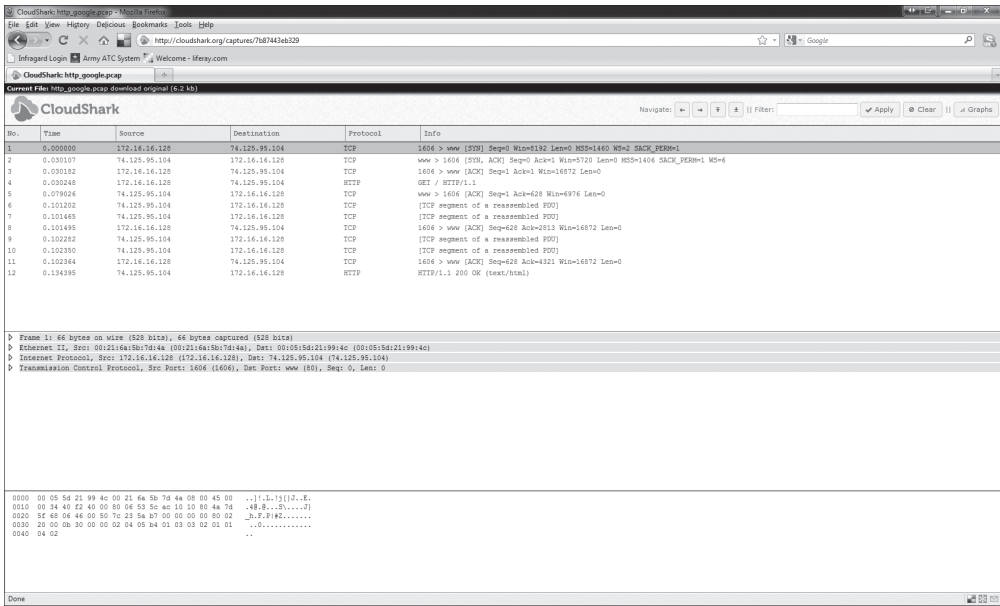 CloudShark: http_google.pcap - Mozilla Firefox
File Edit View History Delicious Bookmarks Tools Help
http://cloudshark.org/captures/7b87443eb329
Google
Infragard Login Army ATC System Welcome - liferay.com
CloudShark: http_google.pcap
Current File: http_google.pcap download original (6.2 kb)
CloudShark Navigate: || Filter: Apply Clear || Graphs
No. Time Source Destination Protocol Info
1 0.000000 172.16.16.128 74.125.95.104 TCP 1606 > www [SYN] Seq=0 Win=8192 Len=0 MSS=1460 WS=2 SACK_PERM=1
2 0.030107 74.125.95.104 172.16.16.128 TCP www > 1606 [SYN, ACK] Seq=0 Ack=1 Win=5720 Len=0 MSS=1406 SACK_PERM=1 WS=6
3 0.030182 172.16.16.128 74.125.95.104 TCP 1606 > www [ACK] Seq=1 Ack=1 Win=16872 Len=0
4 0.030248 172.16.16.128 74.125.95.104 HTTP GET / HTTP/1.1
5 0.079026 74.125.95.104 172.16.16.128 TCP www > 1606 [ACK] Seq=1 Ack=628 Win=6976 Len=0
6 0.101202 74.125.95.104 172.16.16.128 TCP [TCP segment of a reassembled PDU]
7 0.101465 74.125.95.104 172.16.16.128 TCP [TCP segment of a reassembled PDU]
8 0.101495 172.16.16.128 74.125.95.104 TCP 1606 > www [ACK] Seq=628 Ack=2813 Win=16872 Len=0
9 0.102282 74.125.95.104 172.16.16.128 TCP [TCP segment of a reassembled PDU]
10 0.102350 74.125.95.104 172.16.16.128 TCP [TCP segment of a reassembled PDU]
11 0.102364 172.16.16.128 74.125.95.104 TCP 1606 > www [ACK] Seq=628 Ack=4321 Win=16872 Len=0
12 0.134395 74.125.95.104 172.16.16.128 HTTP HTTP/1.1 200 OK (text/html)
Frame 1: 66 bytes on wire (528 bits), 66 bytes captured (528 bits)
Ethernet II, Src: 00:21:6a:5b:7d:4a (00:21:6a:5b:7d:4a), Dst: 00:05:5d:21:99:4c (00:05:5d:21:99:4c)
Internet Protocol, Src: 172.16.16.128 (172.16.16.128), Dst: 74.125.95.104 (74.125.95.104)
Transmission Control Protocol, Src Port: 1606 (1606), Dst Port: www (80), Seq: 0, Len: 0
0000 00 05 5d 21 99 4c 00 21 6a 5b 7d 4a 08 00 45 00 ..]!.L.!j[}J..E.
0010 00 34 40 f2 40 00 80 06 53 5c ac 10 10 80 4a 7d .4@.@...S\....J}
0020 5f 68 06 46 00 50 7c 23 5a b7 00 00 00 00 80 02 _h.F.P|#Z.......
0030 20 00 0b 30 00 00 02 04 05 b4 01 03 03 02 01 01 ..0............
0040 04 02 ..
Done